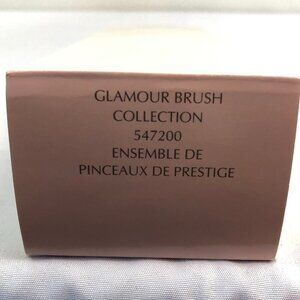 GLAMOUR BRUSH
COLLECTION
547200
ENSEMBLE DE
PINCEAUX DE PRESTIGE